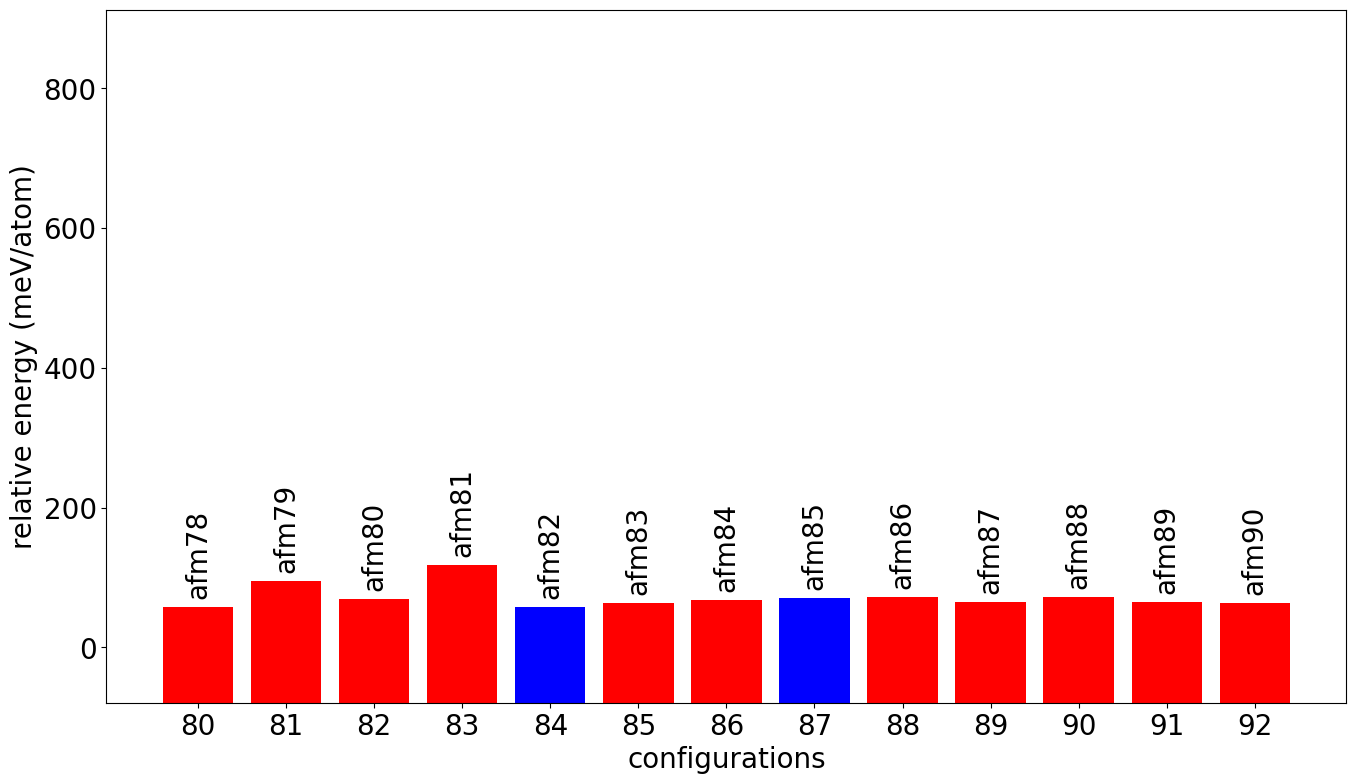 relative energy (meV/atom)
800
600
400
200
0
afm78
afm79
afm80
afm81
afm82
afm83
afm84
afm85
afm86
afm87
afm88
afm89
afm90
80 81 82 83 84 85 86 87 88 89 90 91 92
configurations